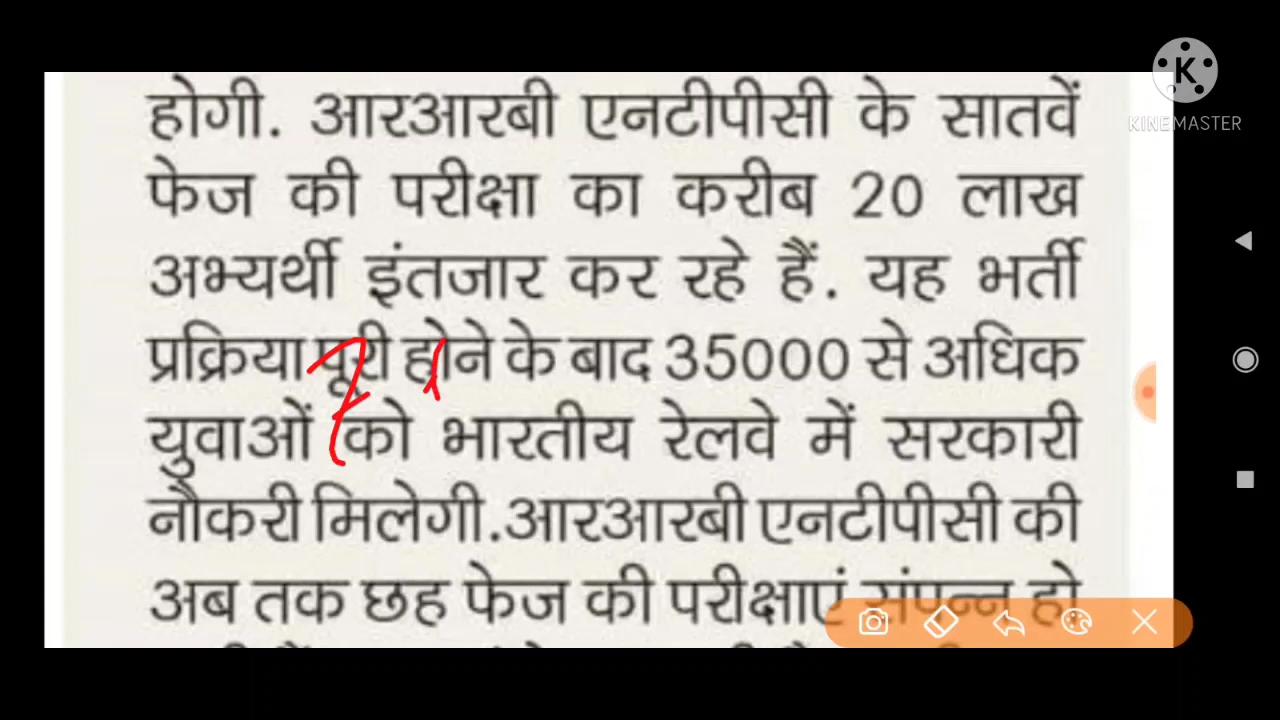 होगी. आरआरबी एनटीपीसी के सातवें
फेज की परीक्षा का करीब 20 लाख
अभ्यर्थी इंतजार कर रहे हैं. यह भर्ती
प्रक्रिया पूरी होने के बाद 35000 से अधिक
युवाओं को भारतीय रेलवे में सरकारी
नौकरी मिलेगी.आरआरबी एनटीपीसी की
अब तक छह फेज की परीक्षाएं संपन्न हो
K
KINEMASTER